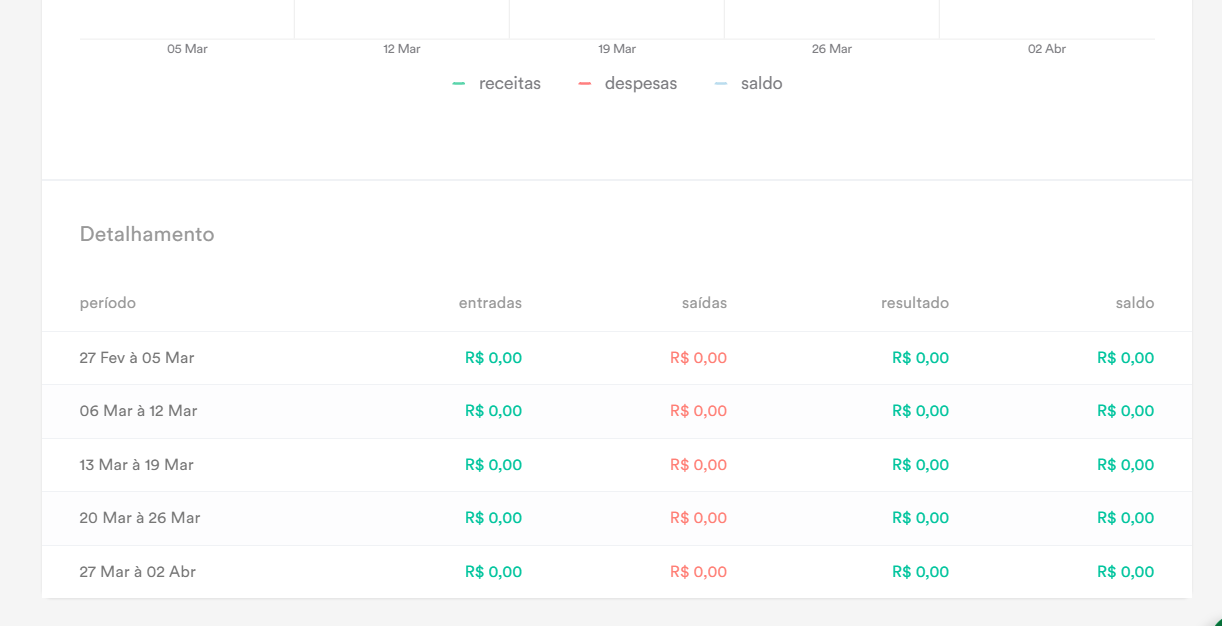 05 Mar 12 Mar 19 Mar 26 Mar 02 Abr
receitas despesas saldo
Detalhamento
período entradas saídas resultado saldo
27 Fev à 05 Mar R$ 0,00 R$ 0,00 R$ 0,00 R$ 0,00
06 Mar à 12 Mar R$ 0,00 R$ 0,00 R$ 0,00 R$ 0,00
13 Mar à 19 Mar R$ 0,00 R$ 0,00 R$ 0,00 R$ 0,00
20 Mar à 26 Mar R$ 0,00 R$ 0,00 R$ 0,00 R$ 0,00
27 Mar à 02 Abr R$ 0,00 R$ 0,00 R$ 0,00 R$ 0,00